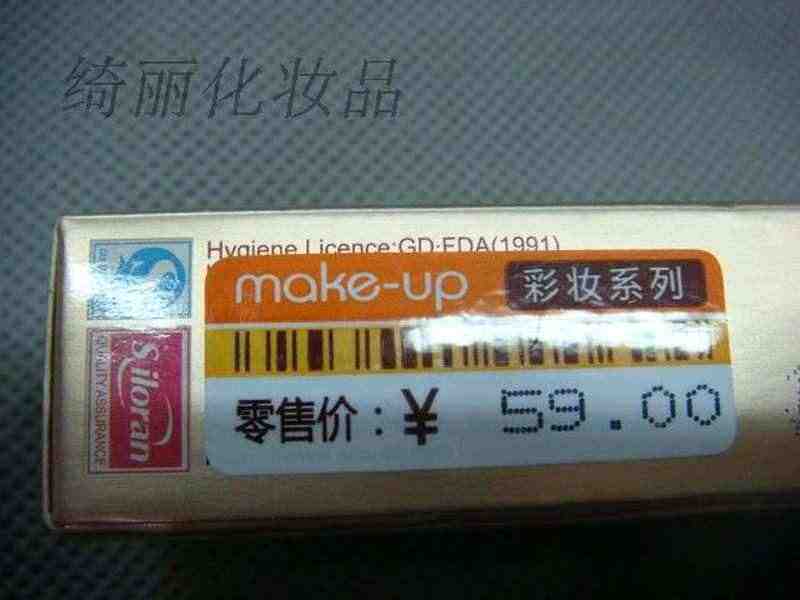 绮丽化妆品
Hygiene Licence:GD·FDA(1991)
make-up 彩妆系列
零售价：¥ 59.00
Siloran
QUALITY ASSURANCE